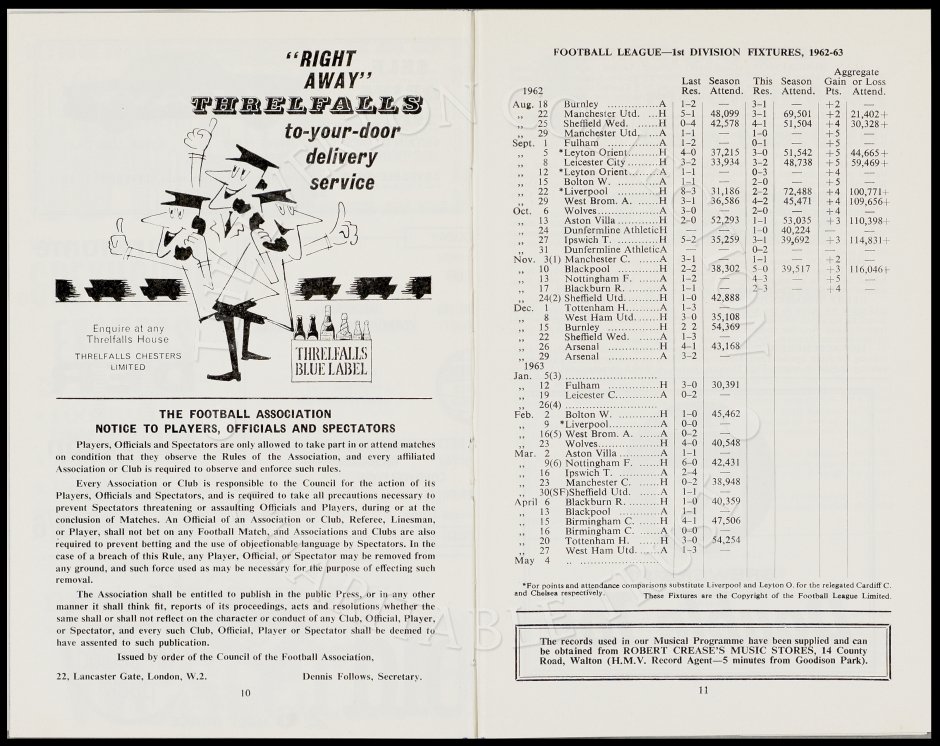 "RIGHT
AWAY"
THRELFALLS
to-your-door
delivery
service
Enquire at any
Threlfalls House
THRELFALLS CHESTERS
LIMITED
THRELFALLS
BLUE LABEL
THE FOOTBALL ASSOCIATION
NOTICE TO PLAYERS, OFFICIALS AND SPECTATORS
Players, Officials and Spectators are only allowed to take part in or attend matches
on condition that they observe the Rules of the Association, and every affiliated
Association or Club is required to observe and enforce such rules.
Every Association or Club is responsible to the Council for the action of its
Players, Officials and Spectators, and is required to take all precautions necessary to
prevent Spectators threatening or assaulting Officials and Players, during or at the
conclusion of Matches. An Official of an Association or Club, Referee, Linesman,
or Player, shall not bet on any Football Match, and Associations and Clubs are also
required to prevent betting and the use of objectionable language by Spectators. In the
case of a breach of this Rule, any Player, Official, or Spectator may be removed from
any ground, and such force used as may be necessary for the purpose of effecting such
removal.
The Association shall be entitled to publish in the public Press, or in any other
manner it shall think fit, reports of its proceedings, acts and resolutions whether the
same shall or shall not reflect on the character or conduct of any Club, Official, Player,
or Spectator, and every such Club, Official, Player or Spectator shall be deemed to
have assented to such publication.
Issued by order of the Council of the Football Association,
22, Lancaster Gate, London, W.2. Dennis Follows, Secretary.
10
FOOTBALL LEAGUE—1st DIVISION FIXTURES, 1962-63
Aggregate
Last Season This Season Gain or Loss
1962 Res. Attend. Res. Attend. Pts. Attend.
Aug. 18 Burnley ............... A 1–2 — 3–1 — +2 —
,, 22 Manchester Utd. ... H 5–1 48,099 3–1 69,501 +2 21,402+
,, 25 Sheffield Wed. ...... H 0–4 42,578 4–1 51,504 +4 30,328+
,, 29 Manchester Utd. ... A 1–1 — 1–0 — +5 —
Sept. 1 Fulham ............... A 1–2 — 0–1 — +5 —
,, 5 *Leyton Orient......... H 4–0 37,215 3–0 51,542 +5 44,665+
,, 8 Leicester City ......... H 3–2 33,934 3–2 48,738 +5 59,469+
,, 12 *Leyton Orient......... A 1–1 — 0–3 — +4 —
,, 15 Bolton W. ............ A 1–1 — 2–0 — +5 —
,, 22 *Liverpool ............ H 8–3 31,186 2–2 72,488 +4 100,771+
,, 29 West Brom. A. ...... H 3–1 36,586 4–2 45,471 +4 109,656+
Oct. 6 Wolves.................. A 3–0 — 2–0 — +4 —
,, 13 Aston Villa ............ H 2–0 52,293 1–1 53,035 +3 110,398+
,, 24 Dunfermline Athletic H — — 1–0 40,224 —
,, 27 Ipswich T. ............ H 5–2 35,259 3–1 39,692 +3 114,831+
,, 31 Dunfermline Athletic A — — 0–2 —
Nov. 3(1) Manchester C. ...... A 3–1 — 1–1 — +2 —
,, 10 Blackpool ............ H 2–2 38,302 5–0 39,517 +3 116,046+
,, 13 Nottingham F. ...... A 1–2 — 4–3 — +5 —
,, 17 Blackburn R. ......... A 1–1 — 2–3 — +4 —
,, 24(2) Sheffield Utd. ......... H 1–0 42,888
Dec. 1 Tottenham H. ......... A 1–3 —
,, 8 West Ham Utd. ...... H 3–0 35,108
,, 15 Burnley ............... H 2 2 54,369
,, 22 Sheffield Wed. ...... A 1–3 —
,, 26 Arsenal ............... H 4–1 43,168
,, 29 Arsenal ............... A 3–2 —
1963
Jan. 5(3) ...........................
,, 12 Fulham ............... H 3–0 30,391
,, 19 Leicester C. ............ A 0–2 —
,, 26(4) ...........................
Feb. 2 Bolton W. ............ H 1–0 45,462
,, 9 *Liverpool............... A 0–0 —
,, 16(5) West Brom. A. ...... A 0–2 —
,, 23 Wolves.................. H 4–0 40,548
Mar. 2 Aston Villa ............ A 1–1 —
,, 9(6) Nottingham F. ...... H 6–0 42,431
,, 16 Ipswich T. ............ A 2–4 —
,, 23 Manchester C. ...... H 0–2 38,948
,, 30(SF) Sheffield Utd. ...... A 1–1 —
April 6 Blackburn R. ......... H 1–0 40,359
,, 13 Blackpool ............ A 1–1 —
,, 15 Birmingham C. ...... H 4–1 47,506
,, 16 Birmingham C. ...... A 0–0 —
,, 20 Tottenham H. ...... H 3–0 54,254
,, 27 West Ham Utd. ...... A 1–3 —
May 4 ...........................
*For points and attendance comparisons substitute Liverpool and Leyton O. for the relegated Cardiff C.
and Chelsea respectively. These Fixtures are the Copyright of the Football League Limited.
The records used in our Musical Programme have been supplied and can
be obtained from ROBERT CREASE'S MUSIC STORES, 14 County
Road, Walton (H.M.V. Record Agent—5 minutes from Goodison Park).
11